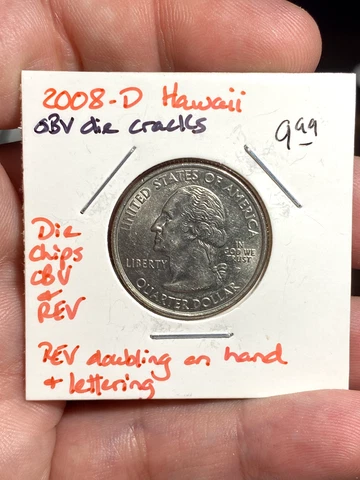 2008-D Hawaii
OBV die cracks
9.99
UNITED STATES OF AMERICA
LIBERTY
IN
GOD WE
TRUST
D
QUARTER DOLLAR
Die
chips
OBV
&
REV
REV doubling on hand
+ lettering